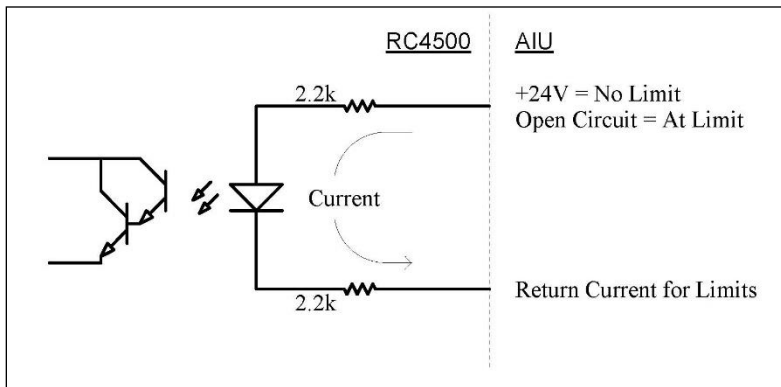 RC4500 AIU
2.2k
+24V = No Limit
Open Circuit = At Limit
Current
2.2k
Return Current for Limits